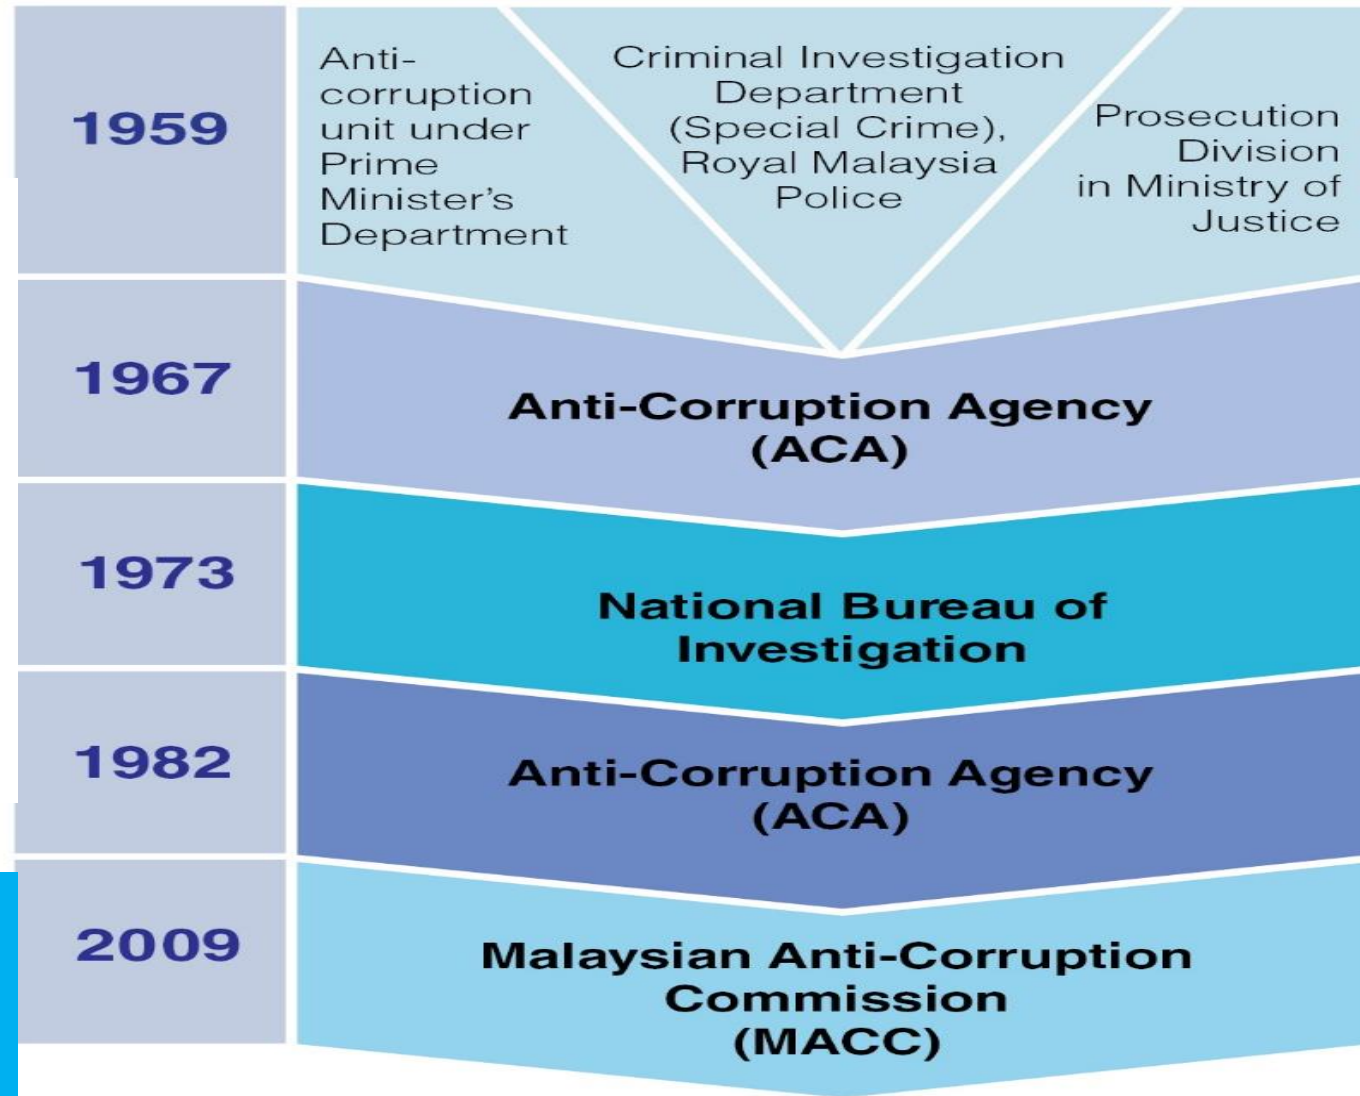 1959
Anti-
corruption
unit under
Prime
Minister's
Department
Criminal Investigation
Department
(Special Crime),
Royal Malaysia
Police
Prosecution
Division
in Ministry of
Justice
1967
Anti-Corruption Agency
(ACA)
1973
National Bureau of
Investigation
1982
Anti-Corruption Agency
(ACA)
2009
Malaysian Anti-Corruption
Commission
(MACC)